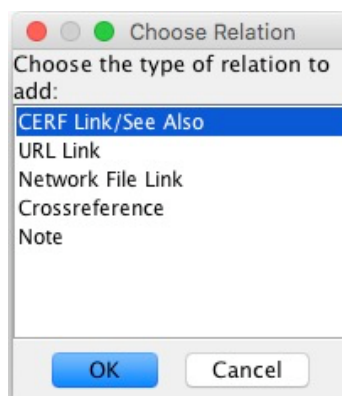 Choose Relation
Choose the type of relation to
add:
CERF Link/See Also
URL Link
Network File Link
Crossreference
Note
OK
Cancel